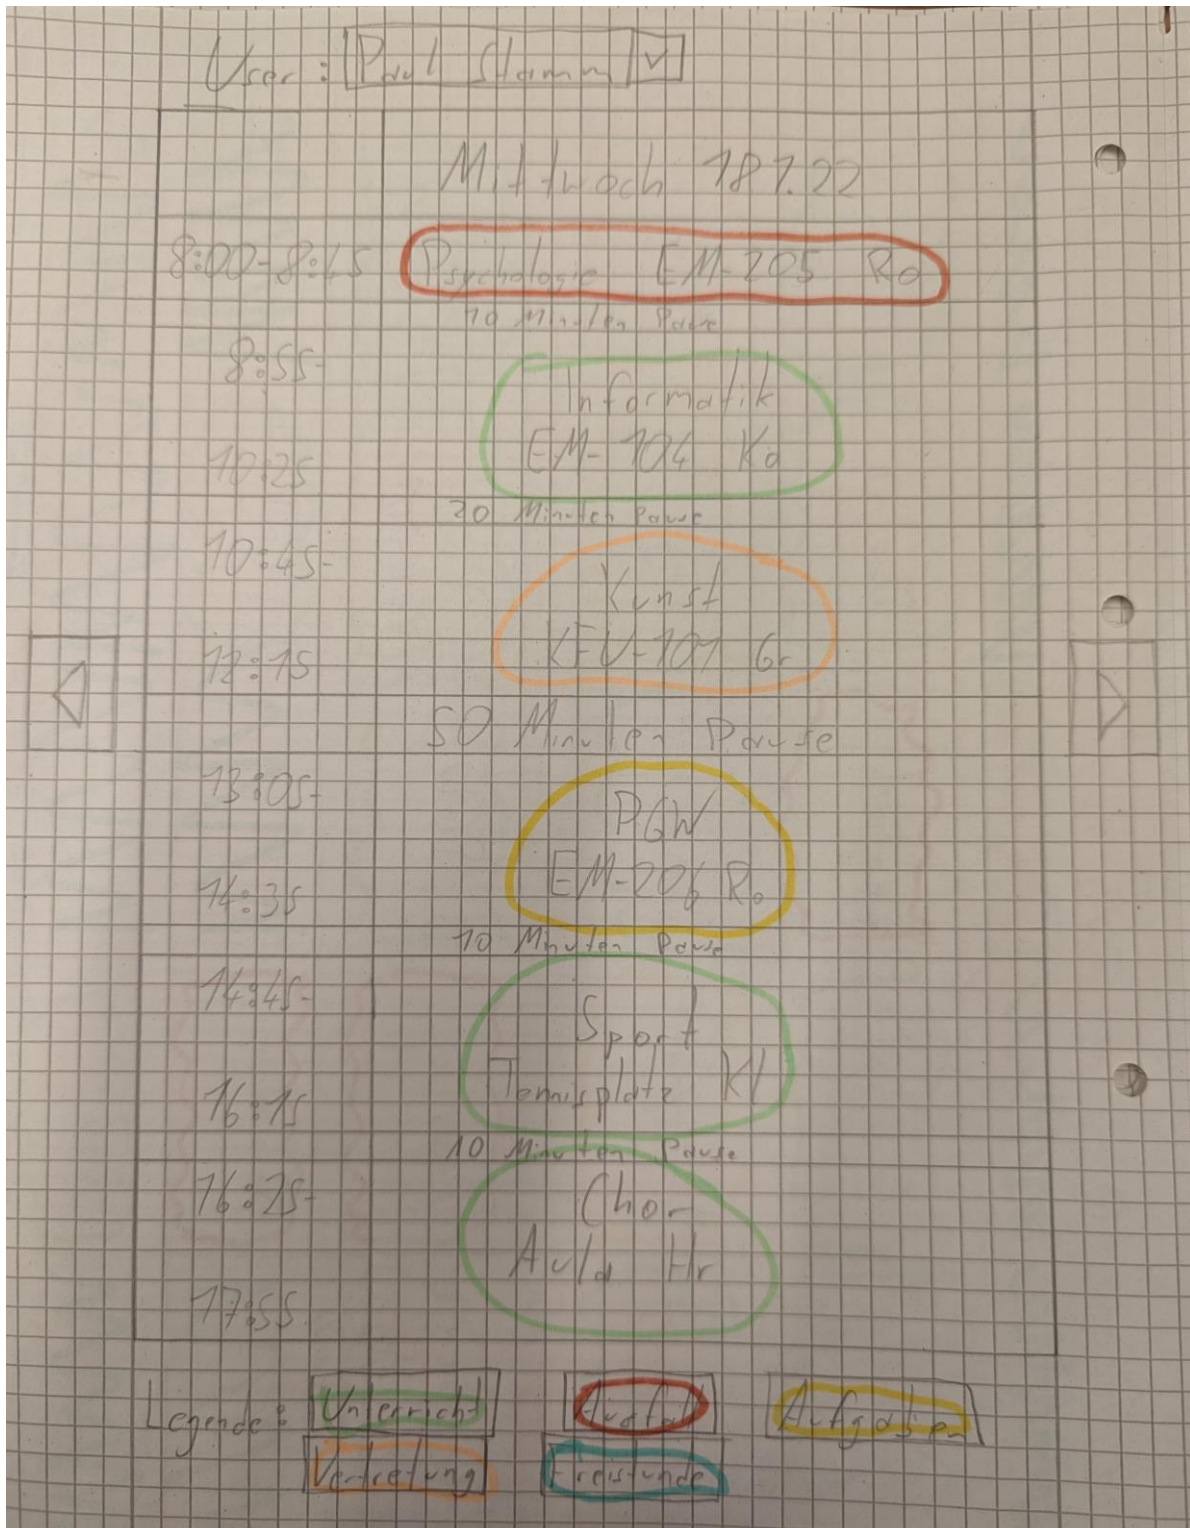 User: Paul Stamm
Mittwoch 18.1.22
8:00-8:45 Psychologie EM-205 Ro
10 Minuten Pause
8:55-
Informatik
EM-104 Kö
10:25
20 Minuten Pause
10:45-
Kunst
KEV-101 Gr
12:15
50 Minuten Pause
13:05-
PGW
EM-206 Ro
14:35
10 Minuten Pause
14:45-
Sport
Tennisplatz Kl
16:15
10 Minuten Pause
16:25-
Chor
Aula Hr
17:55
Legende: Unterricht Ausfall Aufgaben
Vertretung Freistunde